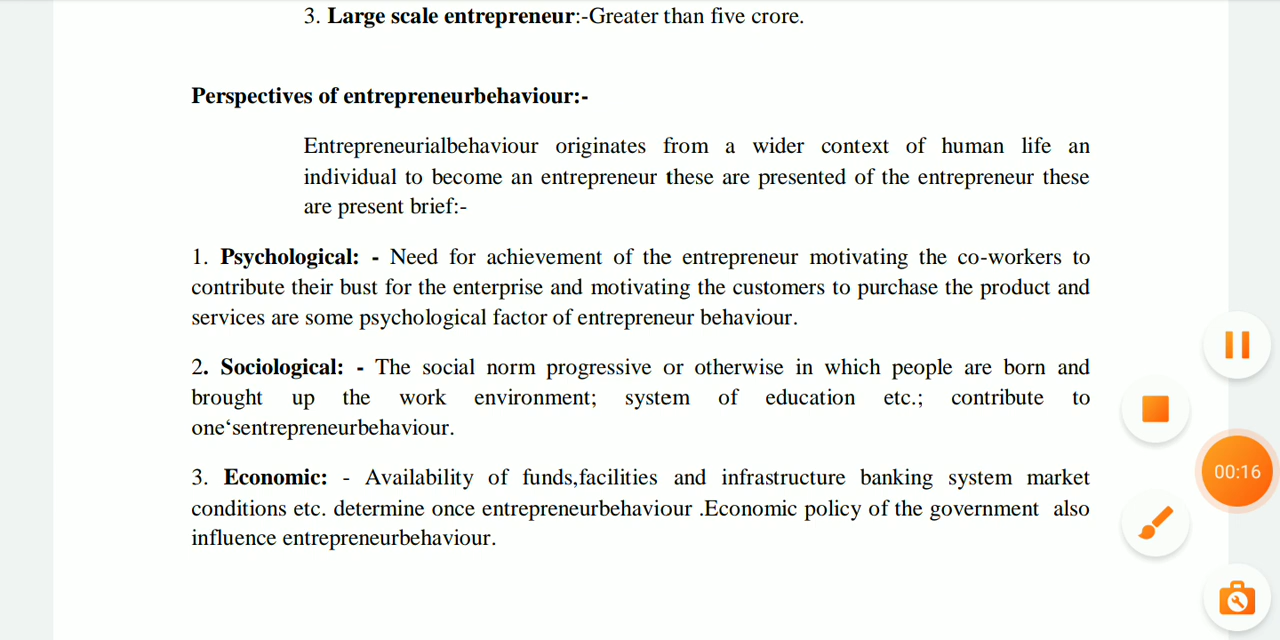 3. Large scale entrepreneur:-Greater than five crore.
Perspectives of entrepreneurbehaviour:-
Entrepreneurialbehaviour originates from a wider context of human life an
individual to become an entrepreneur these are presented of the entrepreneur these
are present brief:-
1. Psychological: - Need for achievement of the entrepreneur motivating the co-workers to
contribute their bust for the enterprise and motivating the customers to purchase the product and
services are some psychological factor of entrepreneur behaviour.
2. Sociological: - The social norm progressive or otherwise in which people are born and
brought up the work environment; system of education etc.; contribute to
one‘sentrepreneurbehaviour.
3. Economic: - Availability of funds,facilities and infrastructure banking system market
conditions etc. determine once entrepreneurbehaviour .Economic policy of the government also
influence entrepreneurbehaviour.
00:16